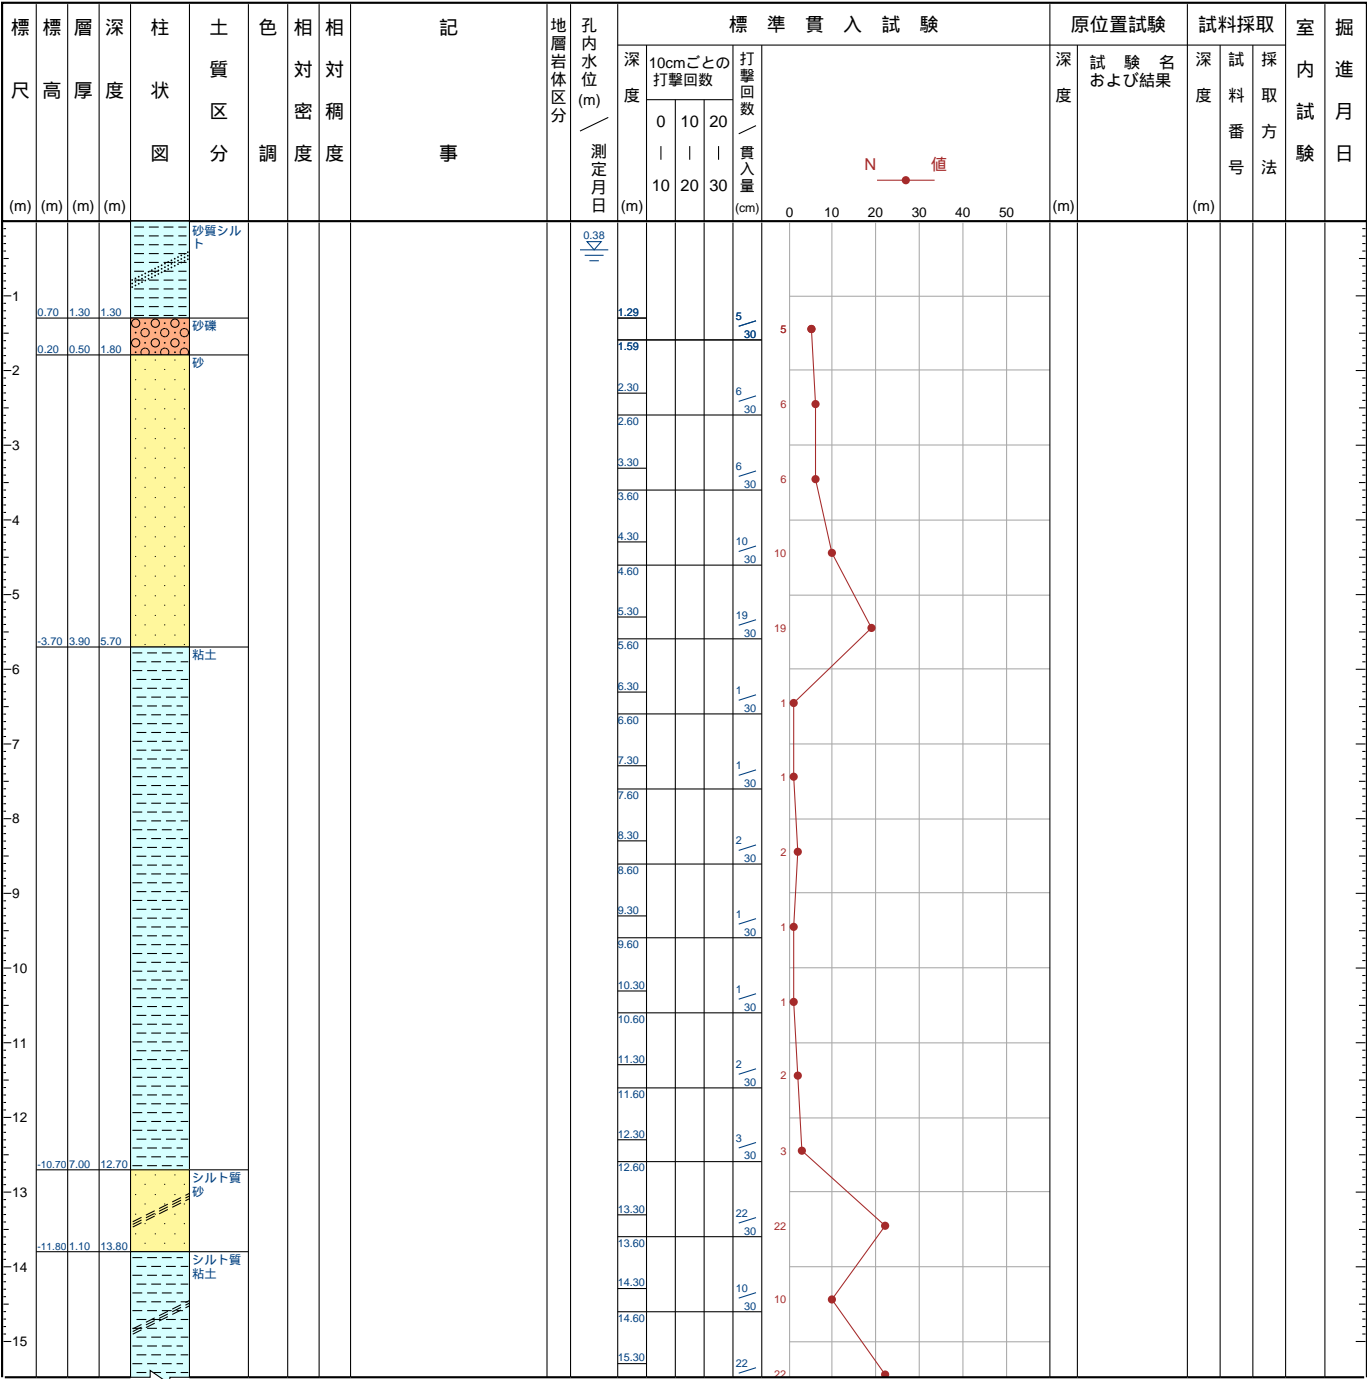 標尺(m)
標高(m)
層厚(m)
深度(m)
柱状図
土質区分
色調
相対密度
相対稠度
記事
地層岩体区分
孔内水位(m)／測定月日
標準貫入試験
深度(m)
10cmごとの
打撃回数
0｜10
10｜20
20｜30
打撃回数／貫入量(cm)
N 値
0 10 20 30 40 50
原位置試験
深度(m)
試験名
および結果
試料採取
深度(m)
試料番号
採取方法
室内試験
掘進月日
砂質シル
ト
0.38
1
0.70 1.30 1.30
砂礫
1.29
1.59
5/30
5
0.20 0.50 1.80
砂
2
2.30
2.60
6/30
6
3
3.30
3.60
6/30
6
4
4.30
4.60
10/30
10
5
5.30
5.60
19/30
19
-3.70 3.90 5.70
粘土
6
6.30
6.60
1/30
1
7
7.30
7.60
1/30
1
8
8.30
8.60
2/30
2
9
9.30
9.60
1/30
1
10
10.30
10.60
1/30
1
11
11.30
11.60
2/30
2
12
12.30
12.60
3/30
3
-10.70 7.00 12.70
シルト質
砂
13
13.30
13.60
22/30
22
-11.80 1.10 13.80
シルト質
粘土
14
14.30
14.60
10/30
10
15
15.30
22/
22